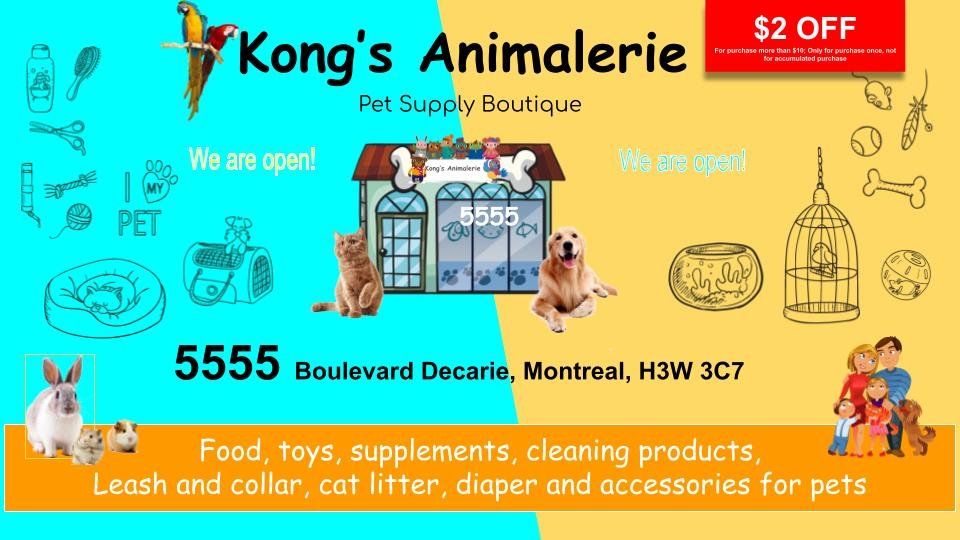 $2 OFF
For purchase more than $19; Only for purchase once, not
for accumulated purchase
Kong's Animalerie
Pet Supply Boutique
We are open!
We are open!
Kong's Animalerie
5555
I MY
PET
5555 Boulevard Decarie, Montreal, H3W 3C7
Food, toys, supplements, cleaning products,
Leash and collar, cat litter, diaper and accessories for pets